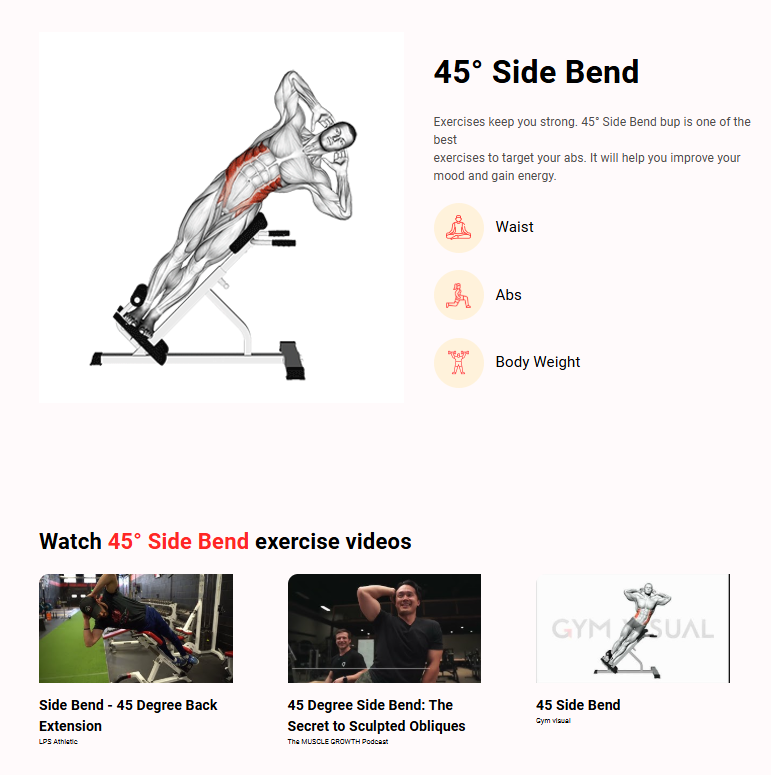 45° Side Bend
Exercises keep you strong. 45° Side Bend bup is one of the
best
exercises to target your abs. It will help you improve your
mood and gain energy.
Waist
Abs
Body Weight
Watch 45° Side Bend exercise videos
GYM VISUAL
Side Bend - 45 Degree Back
Extension
LPS Athletic
45 Degree Side Bend: The
Secret to Sculpted Obliques
The MUSCLE GROWTH Podcast
45 Side Bend
Gym visual